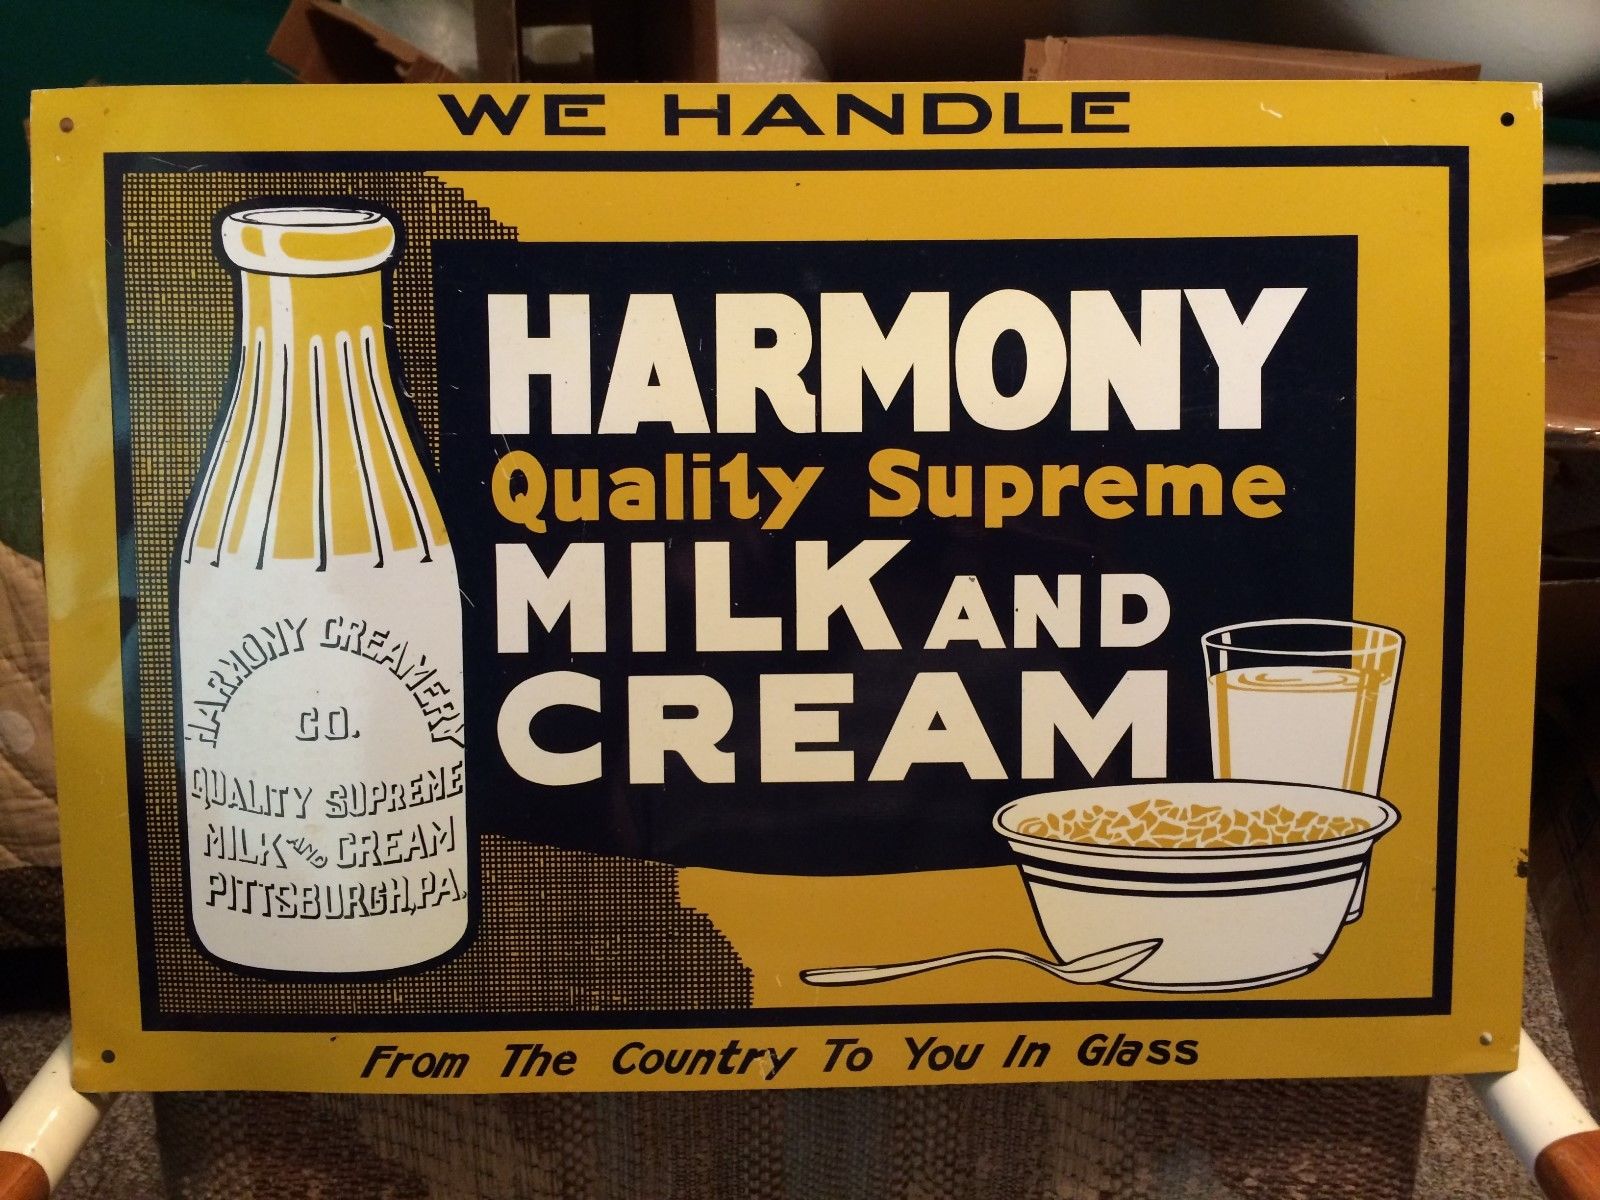 WE HANDLE
HARMONY
Quality Supreme
MILK AND
CREAM
HARMONY CREAMERY
CO.
QUALITY SUPREME
MILK AND CREAM
PITTSBURGH, PA.
From The Country To You In Glass